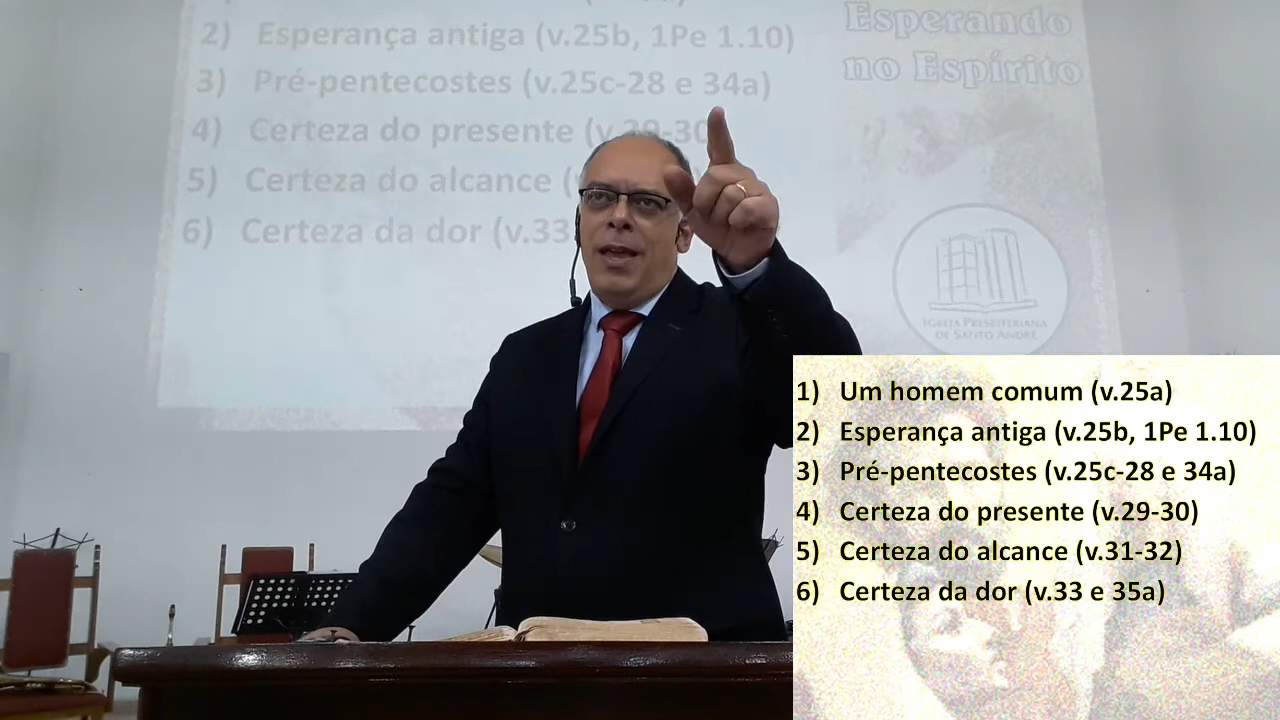 2) Esperança antiga (v.25b, 1Pe 1.10)
3) Pré-pentecostes (v.25c-28 e 34a)
4) Certeza do presente (v.29-30
5) Certeza do alcance (
6) Certeza da dor (v.33
Esperando
no Espírito
IGREJA PRESBITERIANA
DE SANTO ANDRÉ
1) Um homem comum (v.25a)
2) Esperança antiga (v.25b, 1Pe 1.10)
3) Pré-pentecostes (v.25c-28 e 34a)
4) Certeza do presente (v.29-30)
5) Certeza do alcance (v.31-32)
6) Certeza da dor (v.33 e 35a)